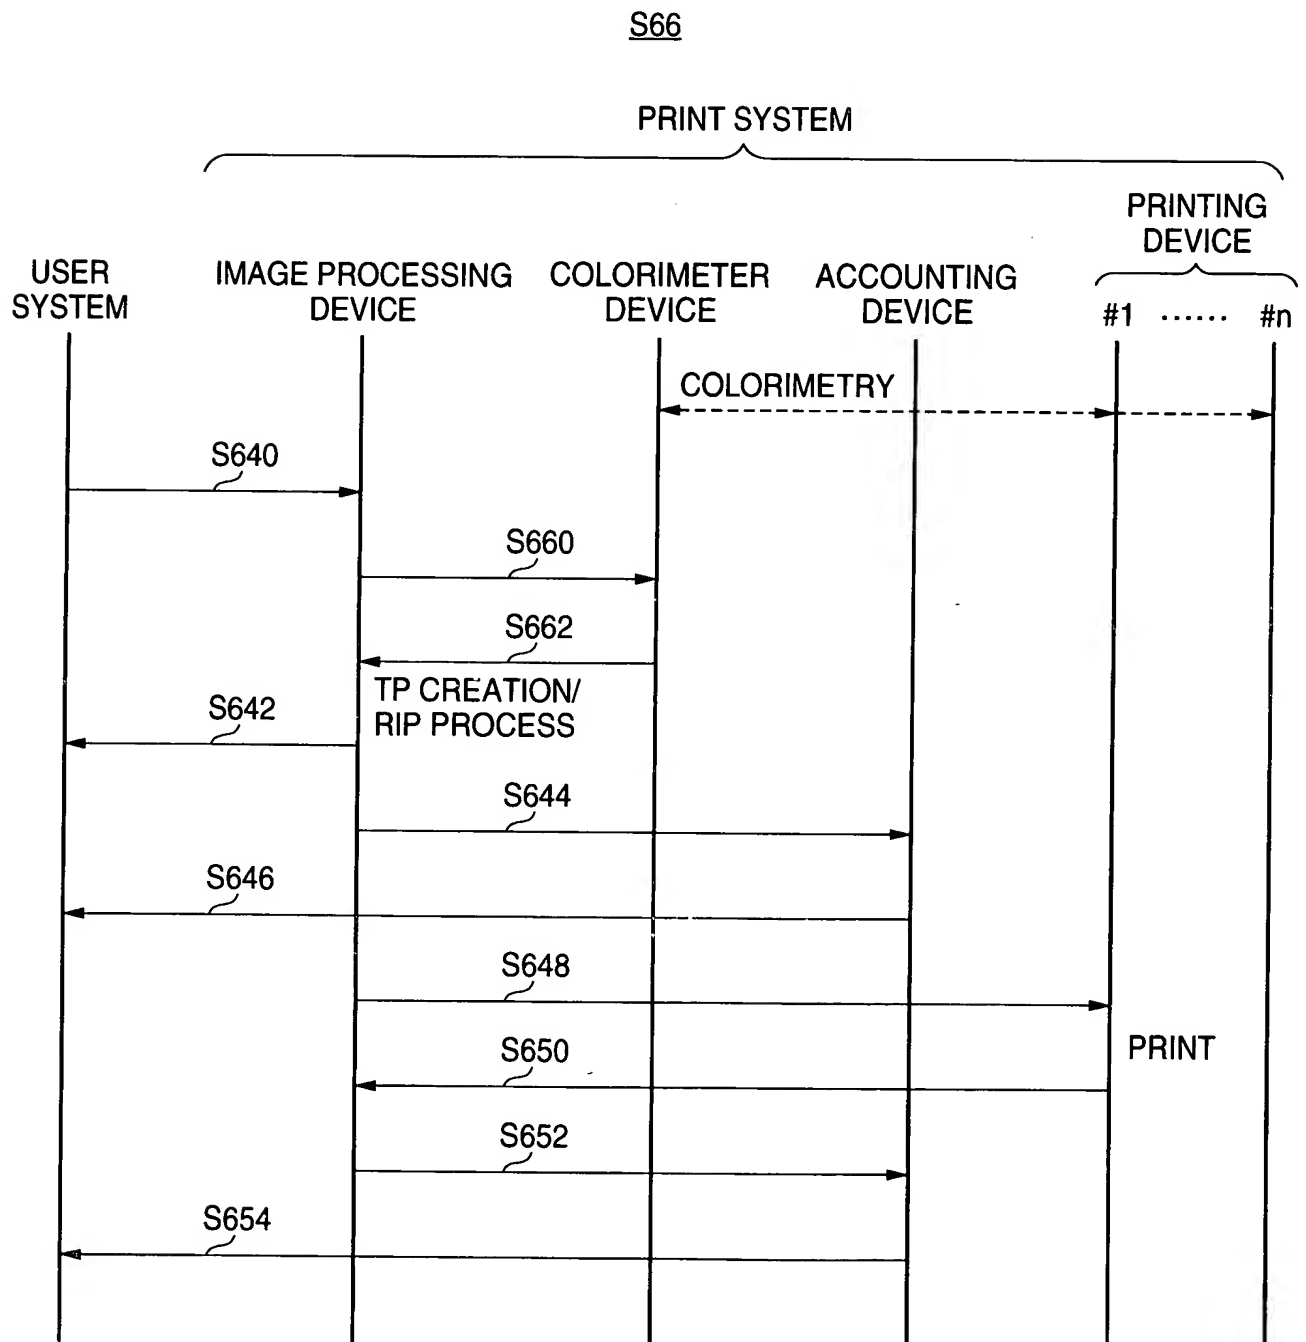 S66
PRINT SYSTEM
PRINTING
DEVICE
USER
SYSTEM
IMAGE PROCESSING
DEVICE
COLORIMETER
DEVICE
ACCOUNTING
DEVICE
#1 ...... #n
COLORIMETRY
S640
S660
S662
TP CREATION/
RIP PROCESS
S642
S644
S646
S648
PRINT
S650
S652
S654